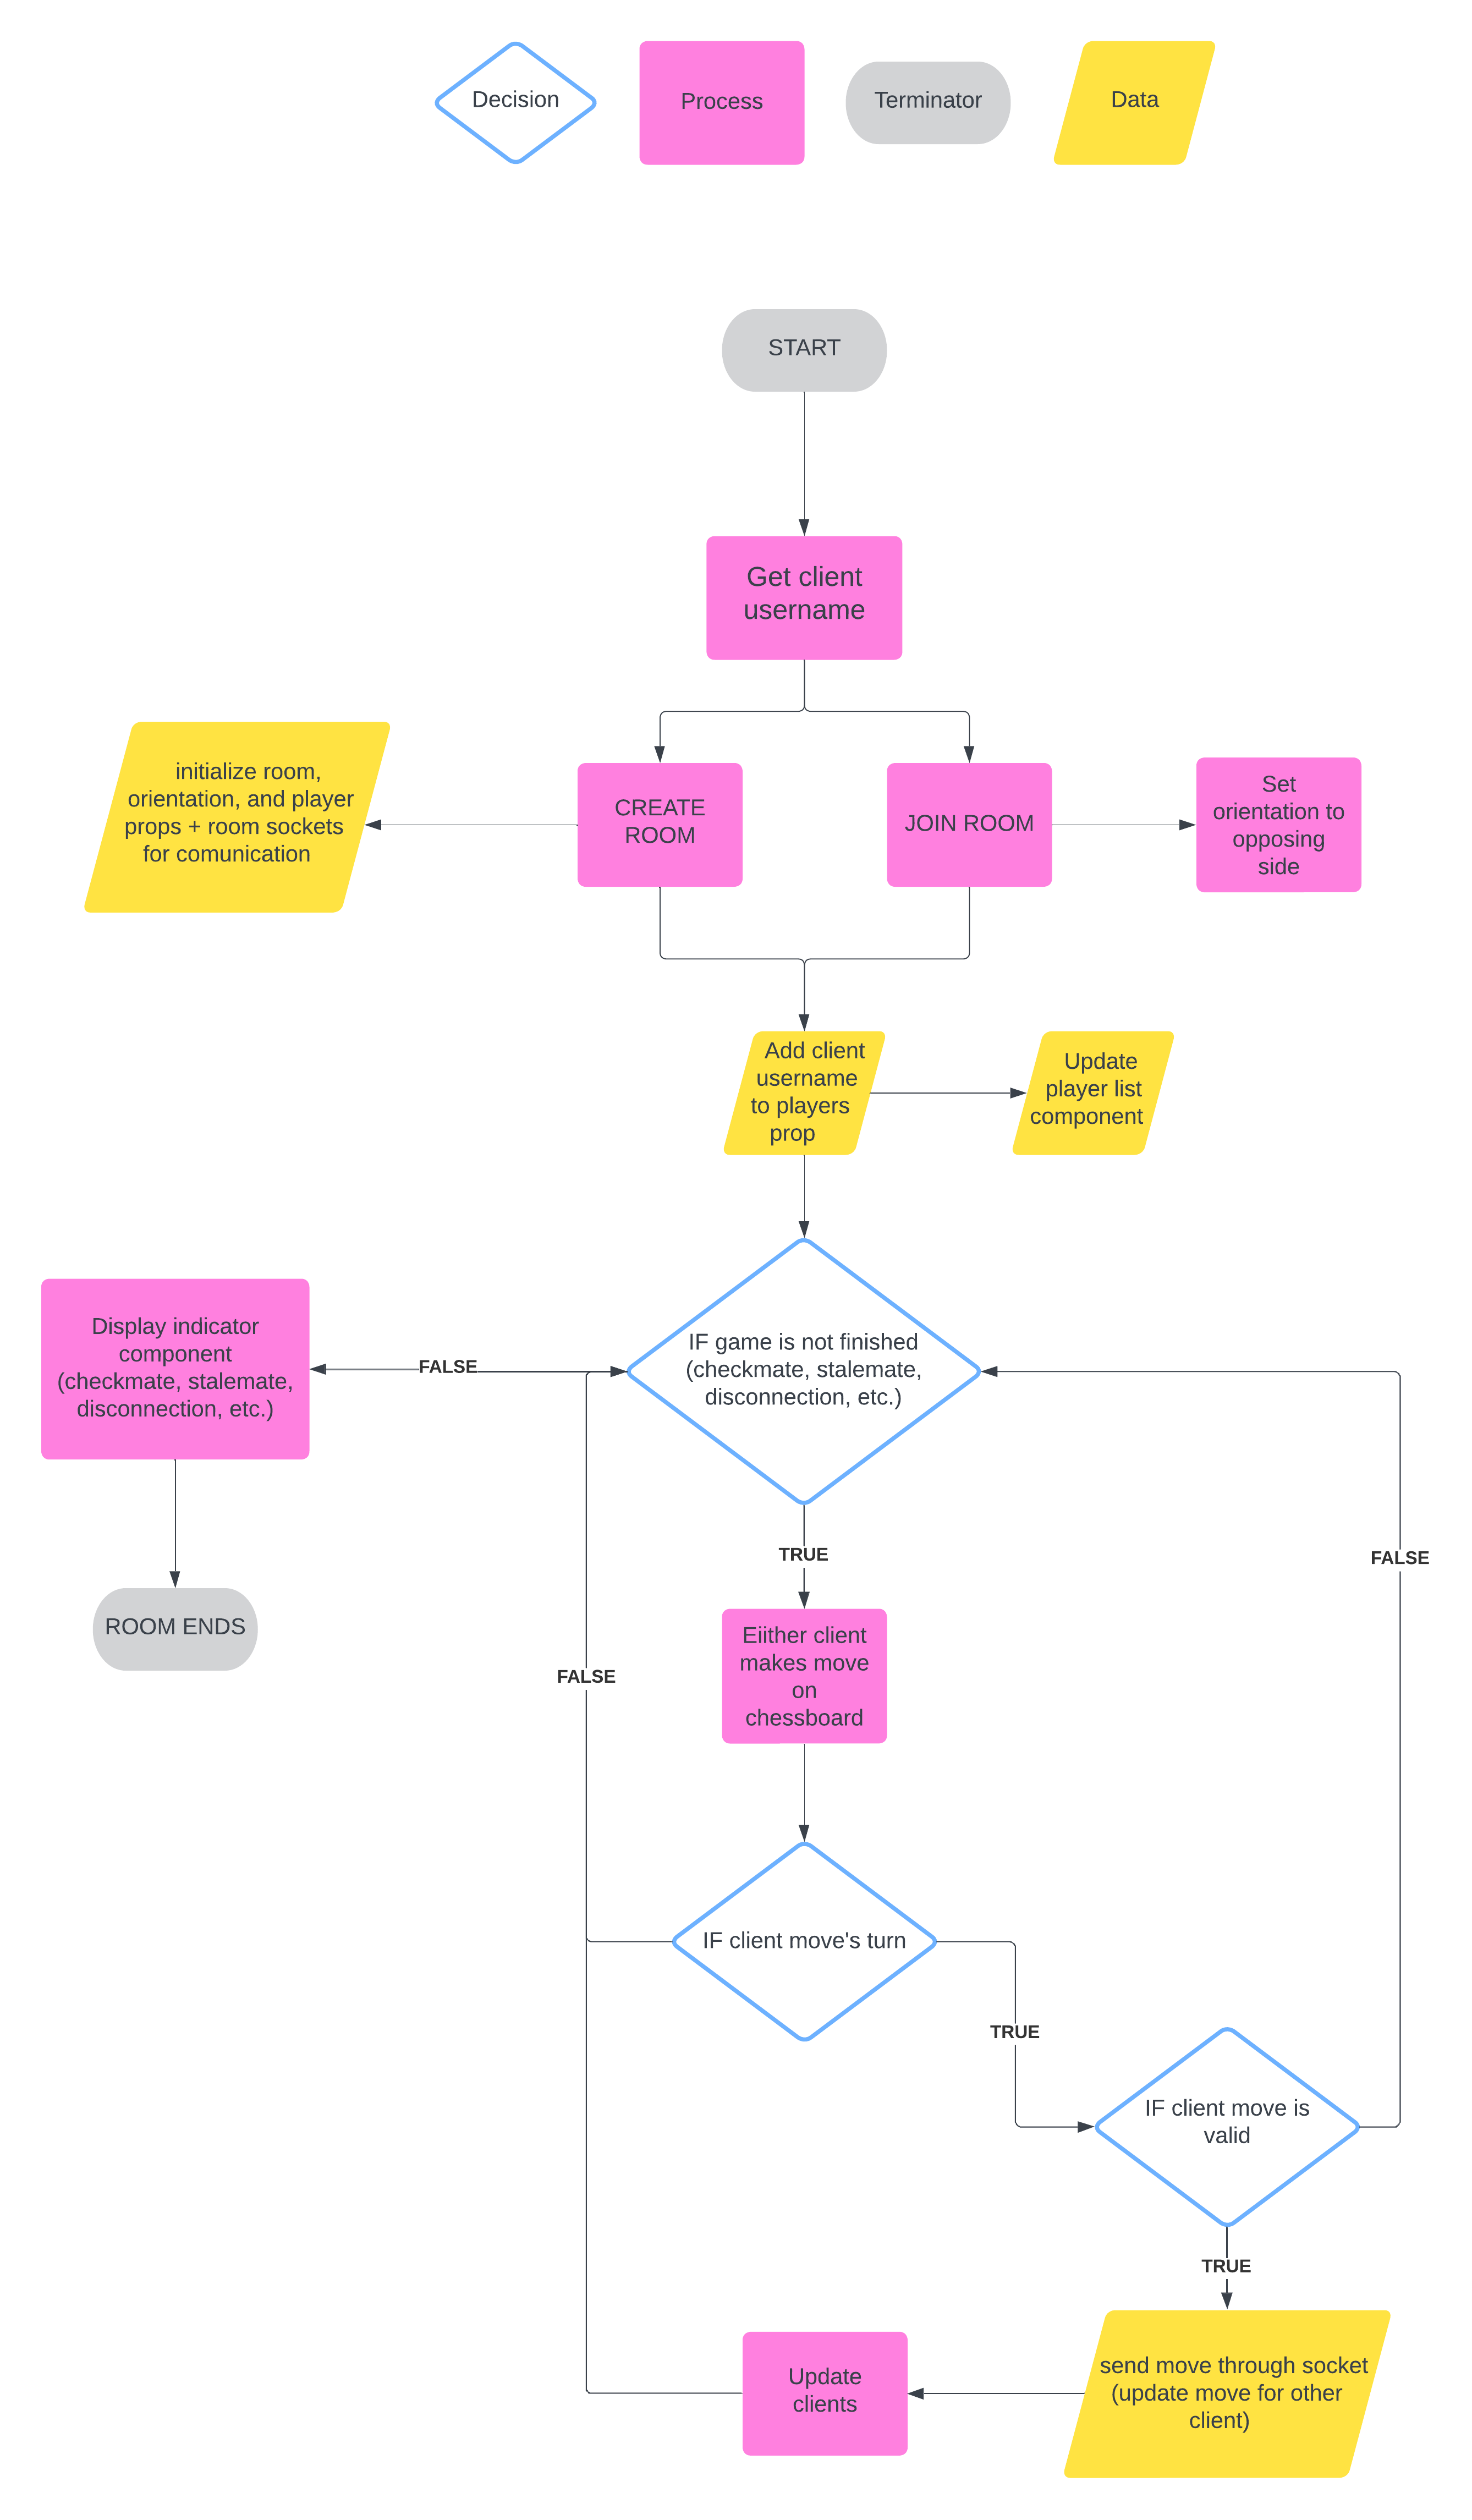 Decision
Process
Terminator
Data
START
Get client
username
initialize room,
orientation, and player
props + room sockets
for comunication
CREATE
ROOM
JOIN ROOM
Set
orientation to
opposing
side
Add client
username
to players
prop
Update
player list
component
Display indicator
component
(checkmate, stalemate,
disconnection, etc.)
FALSE
IF game is not finished
(checkmate, stalemate,
disconnection, etc.)
TRUE
FALSE
ROOM ENDS
FALSE
Eiither client
makes move
on
chessboard
IF client move's turn
TRUE
IF client move is
valid
TRUE
Update
clients
send move through socket
(update move for other
client)